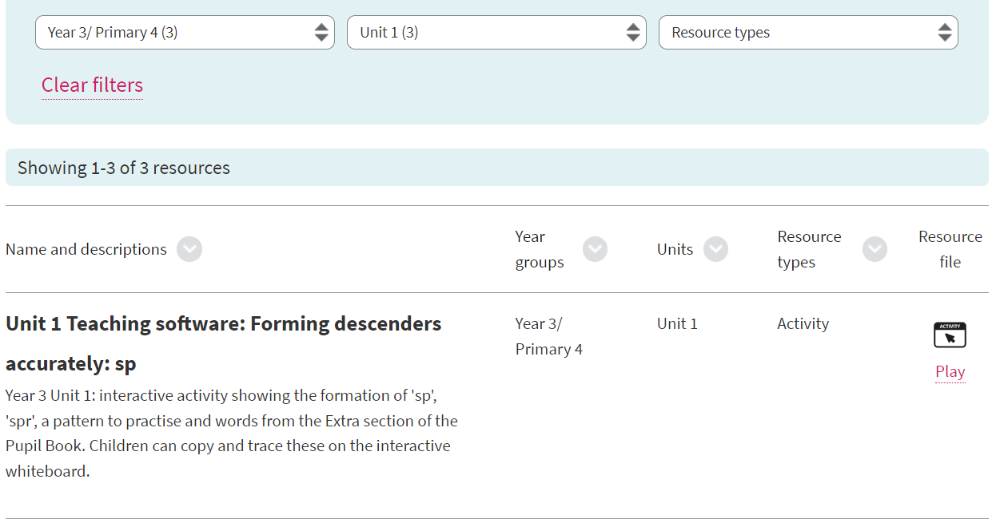 Year 3/ Primary 4 (3)
Unit 1 (3)
Resource types
Clear filters
Showing 1-3 of 3 resources
Name and descriptions
Year
groups
Units
Resource
types
Resource
file
Unit 1 Teaching software: Forming descenders
accurately: sp
Year 3 Unit 1: interactive activity showing the formation of 'sp',
'spr', a pattern to practise and words from the Extra section of the
Pupil Book. Children can copy and trace these on the interactive
whiteboard.
Year 3/
Primary 4
Unit 1
Activity
ACTIVITY
Play